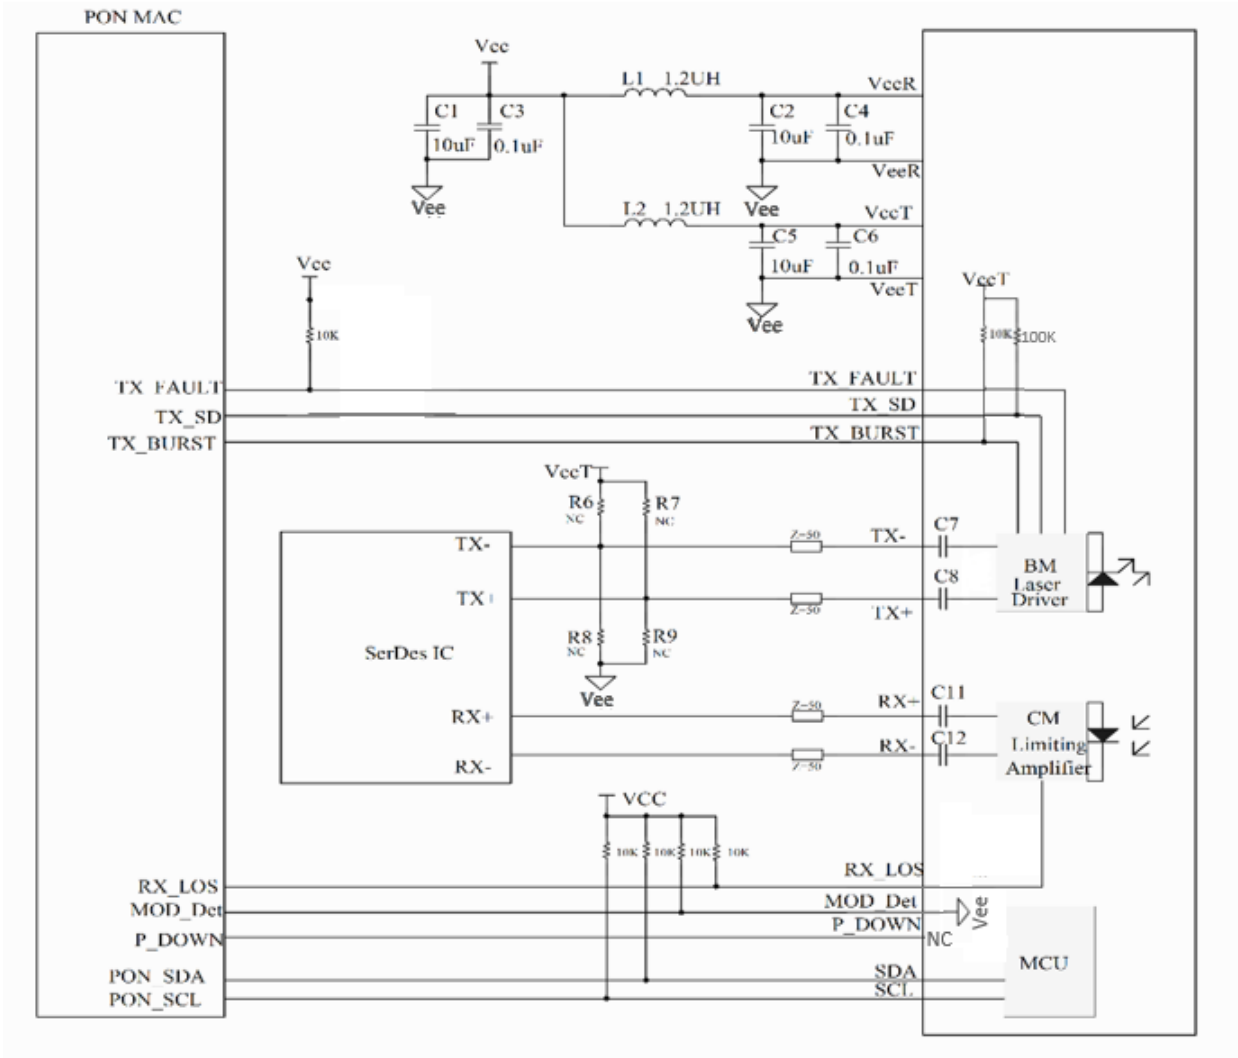 PON MAC
Vcc
L1 1.2UH
VccR
C1
C3
C2
C4
10uF
0.1uF
10uF
0.1uF
VeeR
Vee
Vee
L2 1.2UH
VccT
C5
C6
10uF
0.1uF
VeeT
Vee
Vcc
VccT
10K
10K
100K
TX_FAULT
TX_FAULT
TX_SD
TX_SD
TX_BURST
TX_BURST
VccT
R6
NC
R7
NC
TX-
Z=50
TX-
C7
TX+
Z=50
TX+
C8
BM
Laser
Driver
R8
NC
R9
NC
SerDes IC
Vee
RX+
Z=50
RX+
C11
RX-
Z=50
RX-
C12
CM
Limiting
Amplifier
VCC
10K
10K
10K
10K
RX_LOS
RX_LOS
MOD_Det
MOD_Det
Vee
P_DOWN
P_DOWN
NC
MCU
PON_SDA
SDA
PON_SCL
SCL